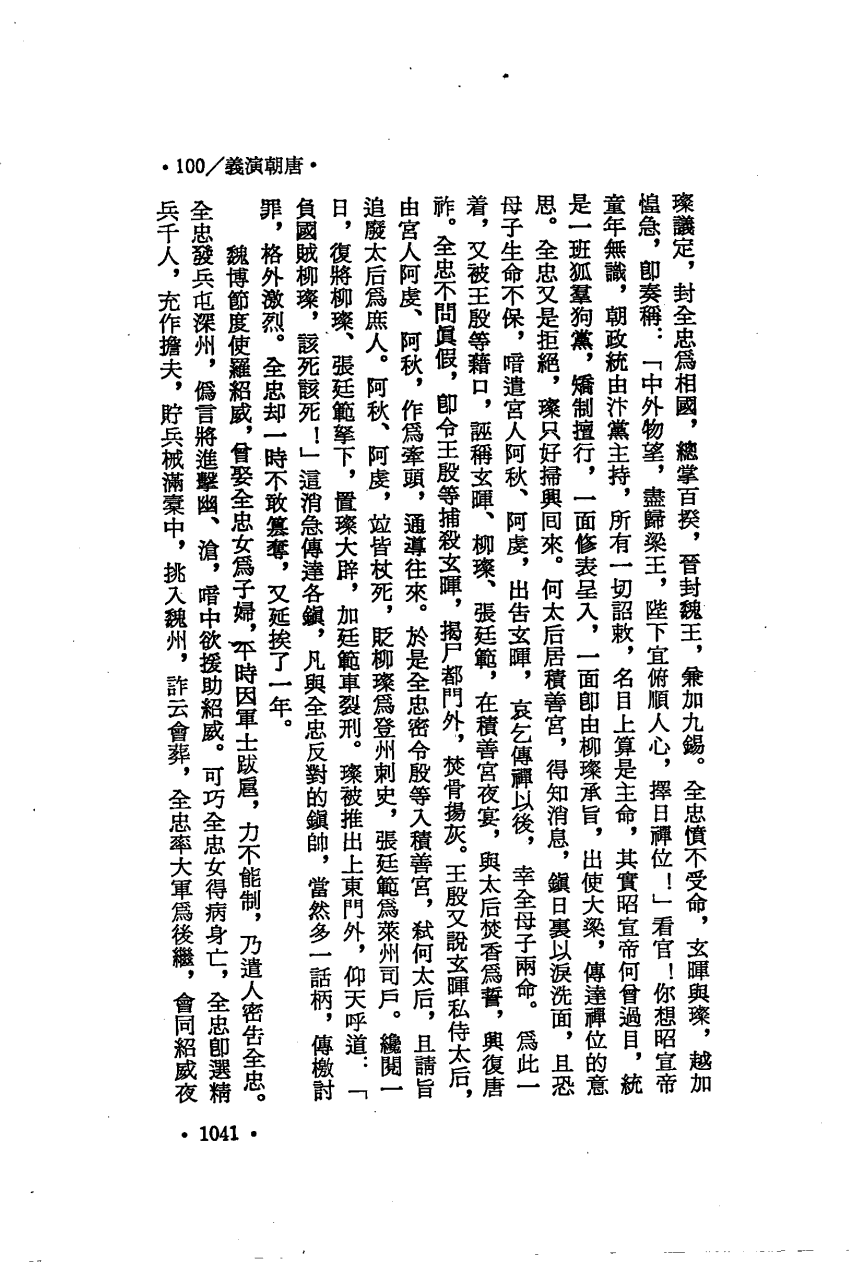 •100／義演朝唐•
璨議定，封全忠爲相國，總掌百揆，晉封魏王，兼加九錫。全忠憤不受命，玄暉與璨，越加
惶急，卽奏稱：「中外物望，盡歸梁王，陛下宜俯順人心，擇日禪位！」看官！你想昭宣帝
童年無識，朝政統由汴黨主持，所有一切詔敕，名目上算是主命，其實昭宣帝何曾過目，統
是一班狐羣狗黨，矯制擅行，一面修表呈入，一面卽由柳璨承旨，出使大梁，傳達禪位的意
思。全忠又是拒絕，璨只好掃興囘來。何太后居積善宮，得知消息，鎭日裏以淚洗面，且恐
母子生命不保，暗遣宮人阿秋、阿虔，出告玄暉，哀乞傳禪以後，幸全母子兩命。爲此一
着，又被王殷等藉口，誣稱玄暉、柳璨、張廷範，在積善宮夜宴，與太后焚香爲誓，興復唐
祚。全忠不問眞假，卽令王殷等捕殺玄暉，揭尸都門外，焚骨揚灰。王殷又說玄暉私侍太后，
由宮人阿虔、阿秋，作爲牽頭，通導往來。於是全忠密令殷等入積善宮，弒何太后，且請旨
追廢太后爲庶人。阿秋、阿虔，竝皆杖死，貶柳璨爲登州刺史，張廷範爲萊州司戶。纔閱一
日，復將柳璨、張廷範拏下，置璨大辟，加廷範車裂刑。璨被推出上東門外，仰天呼道：「
負國賊柳璨，該死該死！」這消急傳達各鎭，凡與全忠反對的鎭帥，當然多一話柄，傳檄討
罪，格外激烈。全忠却一時不敢篡奪，又延挨了一年。
魏博節度使羅紹威，曾娶全忠女爲子婦，平時因軍士跋扈，力不能制，乃遣人密告全忠。
全忠發兵屯深州，僞言將進擊幽、滄，暗中欲援助紹威。可巧全忠女得病身亡，全忠卽選精
兵千人，充作擔夫，貯兵械滿橐中，挑入魏州，詐云會葬，全忠率大軍爲後繼，會同紹威夜
•1041•